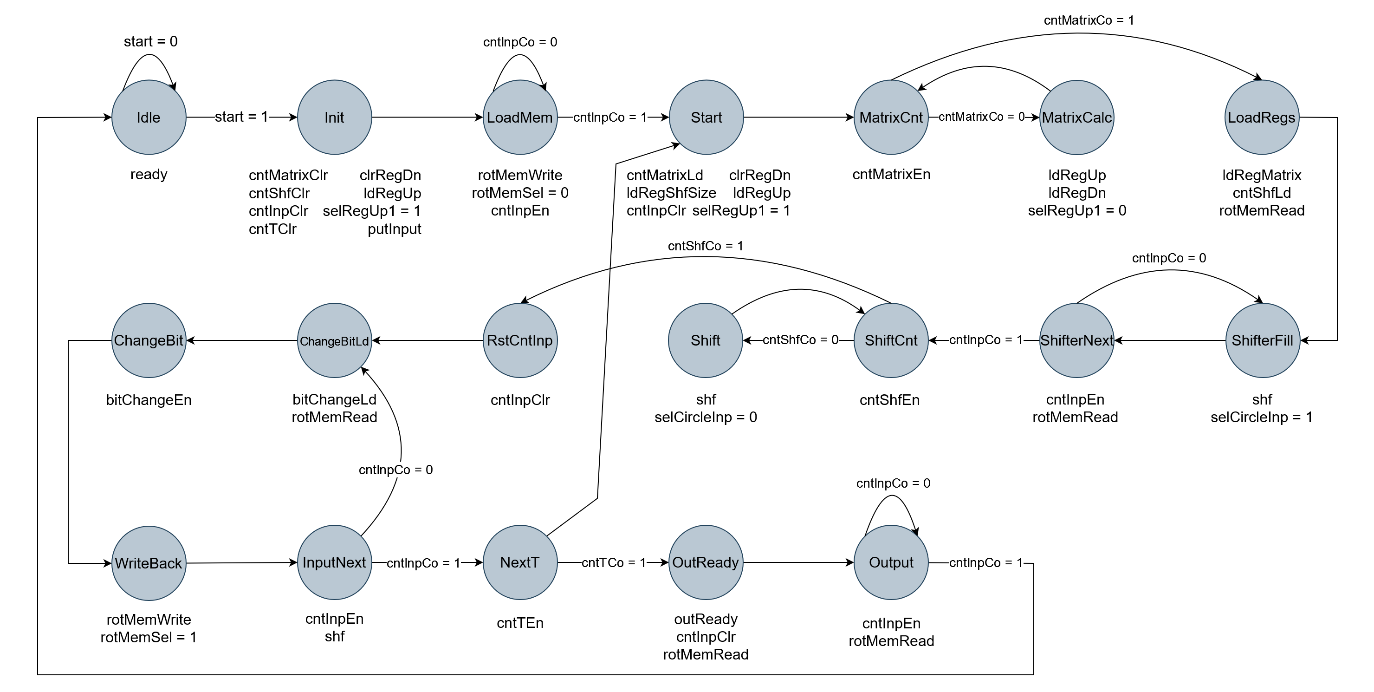 cntMatrixCo = 1
start = 0
cntInpCo = 0
Idle
start = 1
Init
LoadMem
cntInpCo = 1
Start
MatrixCnt
cntMatrixCo = 0
MatrixCalc
LoadRegs
ready
cntMatrixClr clrRegDn
cntShfClr ldRegUp
cntInpClr selRegUp1 = 1
cntTClr putInput
rotMemWrite
rotMemSel = 0
cntInpEn
cntMatrixLd clrRegDn
ldRegShfSize ldRegUp
cntInpClr selRegUp1 = 1
cntMatrixEn
ldRegUp
ldRegDn
selRegUp1 = 0
ldRegMatrix
cntShfLd
rotMemRead
cntShfCo = 1
cntInpCo = 0
ChangeBit
ChangeBitLd
RstCntInp
Shift
cntShfCo = 0
ShiftCnt
cntInpCo = 1
ShifterNext
ShifterFill
bitChangeEn
bitChangeLd
rotMemRead
cntInpClr
shf
selCircleInp = 0
cntShfEn
cntInpEn
rotMemRead
shf
selCircleInp = 1
cntInpCo = 0
cntInpCo = 0
WriteBack
InputNext
cntInpCo = 1
NextT
cntTCo = 1
OutReady
Output
cntInpCo = 1
rotMemWrite
rotMemSel = 1
cntInpEn
shf
cntTEn
outReady
cntInpClr
rotMemRead
cntInpEn
rotMemRead